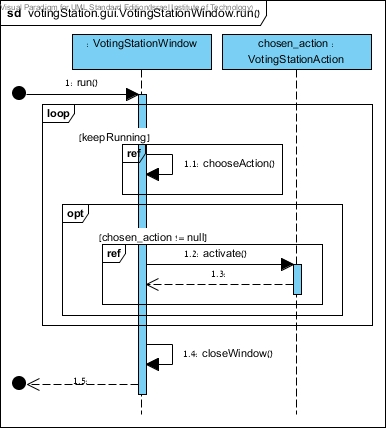 Visual Paradigm for UML Standard Edition(Israel Institute of Technology)
sd votingStation.gui.VotingStationWindow.run()
: VotingStationWindow
chosen_action :
VotingStationAction
1: run()
loop
[keepRunning]
ref
1.1: chooseAction()
opt
[chosen_action != null]
ref
1.2: activate()
1.3:
1.4: closeWindow()
1.5: